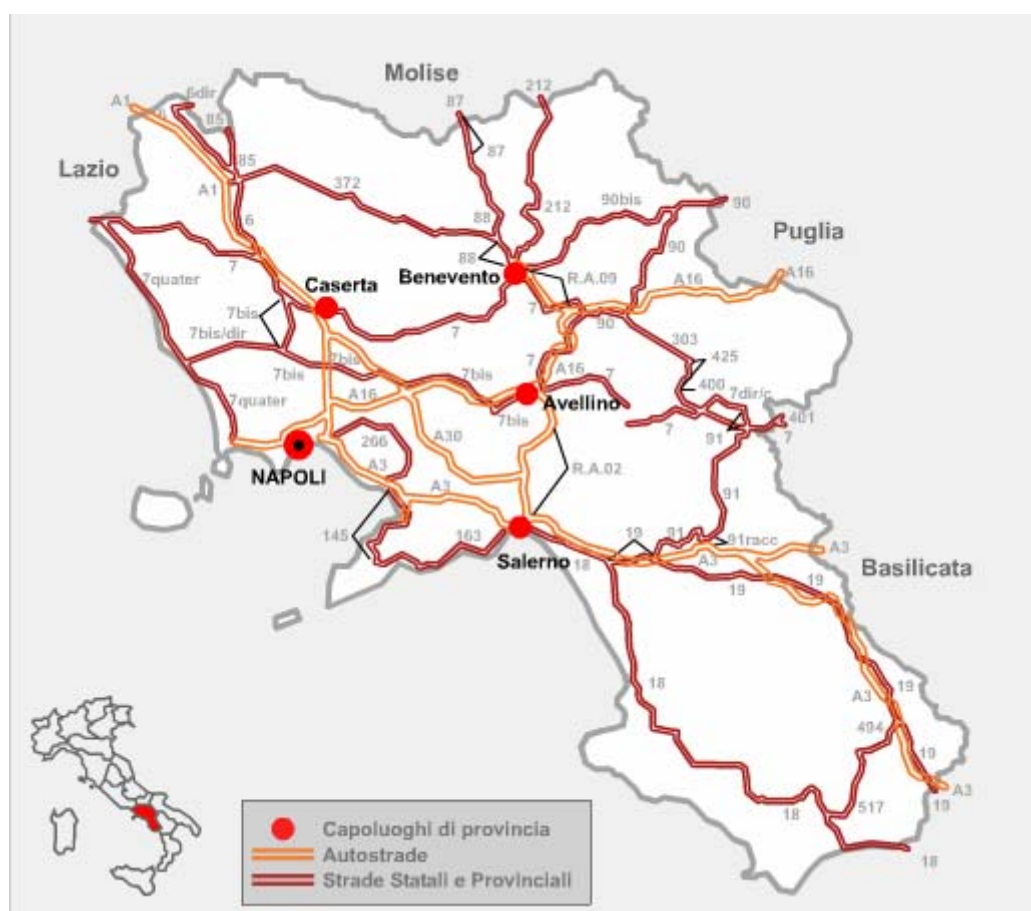 Molise
212
6dir
87
A1
85
87
Lazio
85
A1
372
90bis
90
212
88
6
Puglia
90
88
7
Benevento
A16
R.A.09
A16
7quater
Caserta
7bis
7
90
7
7bis/dir
303
7bis
425
7bis
7bis
7
A16
7
400
7dir/c
A16
Avellino
7quater
7bis
401
7
7
91
266
A30
NAPOLI
A3
R.A.02
A3
91
145
163
19
91
91racc
A3
Salerno
18
A3
Basilicata
19
19
18
A3
19
494
19
A3
19
18
517
18
Capoluoghi di provincia
Autostrade
Strade Statali e Provinciali